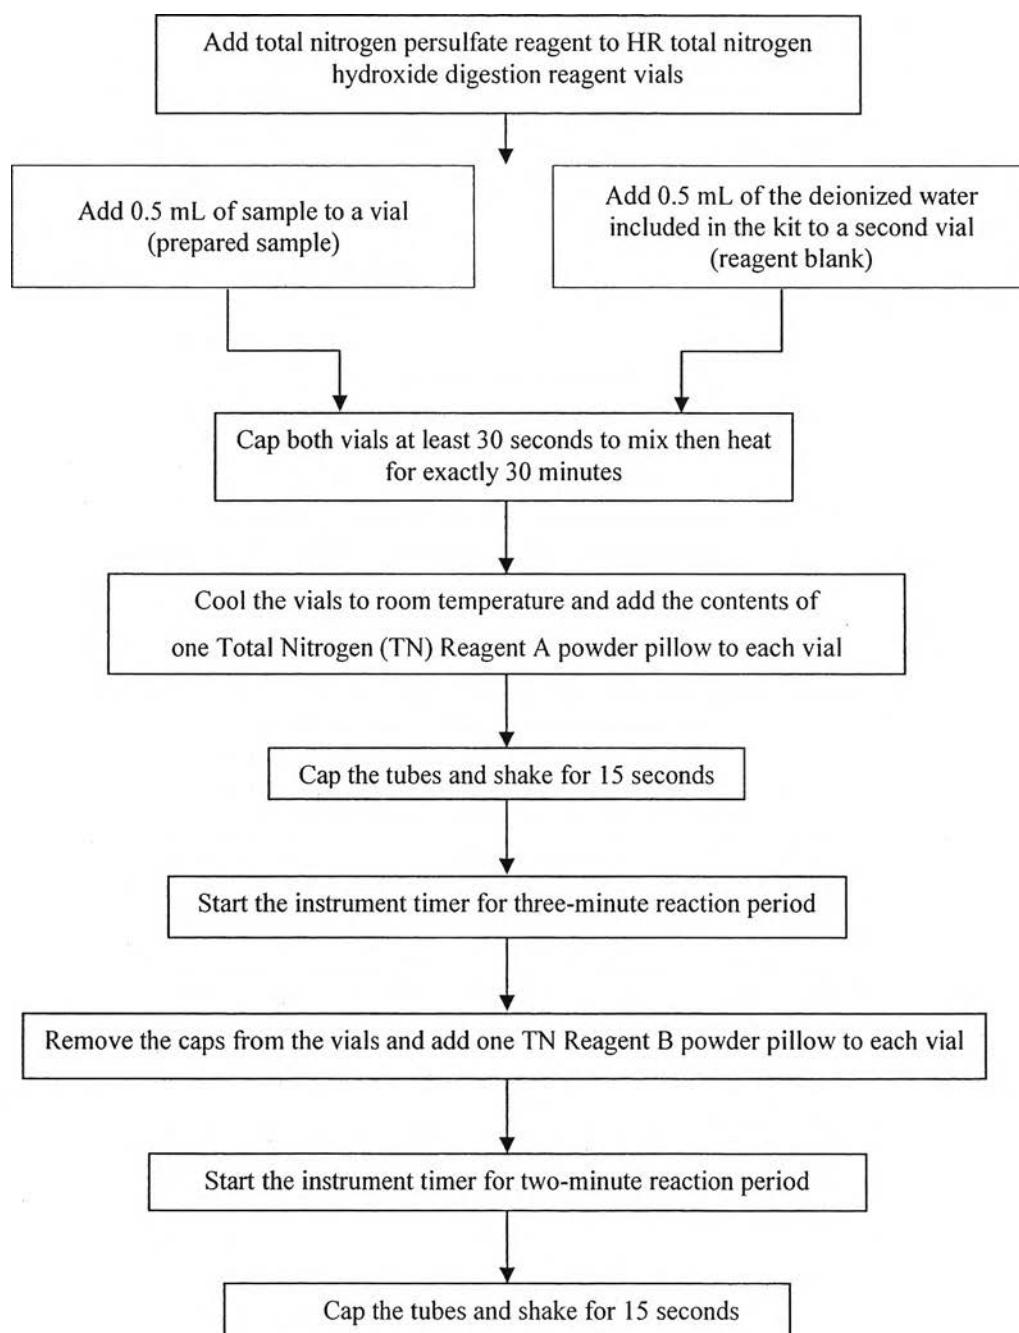 Add total nitrogen persulfate reagent to HR total nitrogen
hydroxide digestion reagent vials
Add 0.5 mL of sample to a vial
(prepared sample)
Add 0.5 mL of the deionized water
included in the kit to a second vial
(reagent blank)
Cap both vials at least 30 seconds to mix then heat
for exactly 30 minutes
Cool the vials to room temperature and add the contents of
one Total Nitrogen (TN) Reagent A powder pillow to each vial
Cap the tubes and shake for 15 seconds
Start the instrument timer for three-minute reaction period
Remove the caps from the vials and add one TN Reagent B powder pillow to each vial
Start the instrument timer for two-minute reaction period
Cap the tubes and shake for 15 seconds